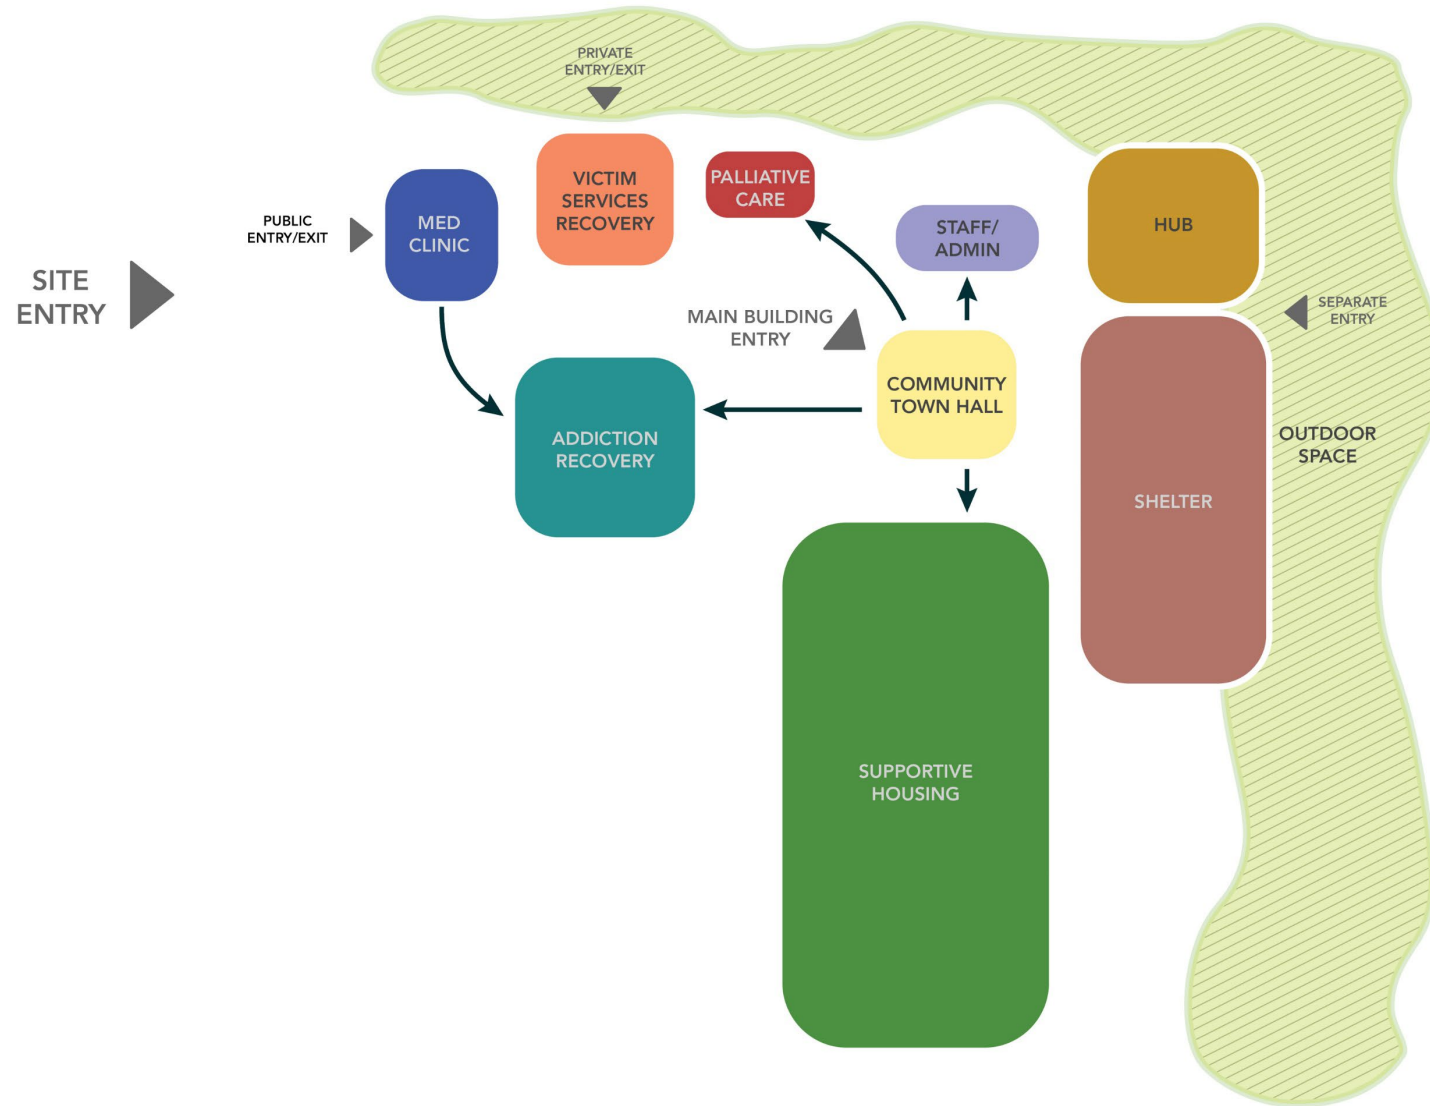 PRIVATE
ENTRY/EXIT
VICTIM
SERVICES
RECOVERY
PALLIATIVE
CARE
MED
CLINIC
PUBLIC
ENTRY/EXIT
STAFF/
ADMIN
HUB
SITE
ENTRY
SEPARATE
ENTRY
MAIN BUILDING
ENTRY
COMMUNITY
TOWN HALL
ADDICTION
RECOVERY
OUTDOOR
SPACE
SHELTER
SUPPORTIVE
HOUSING